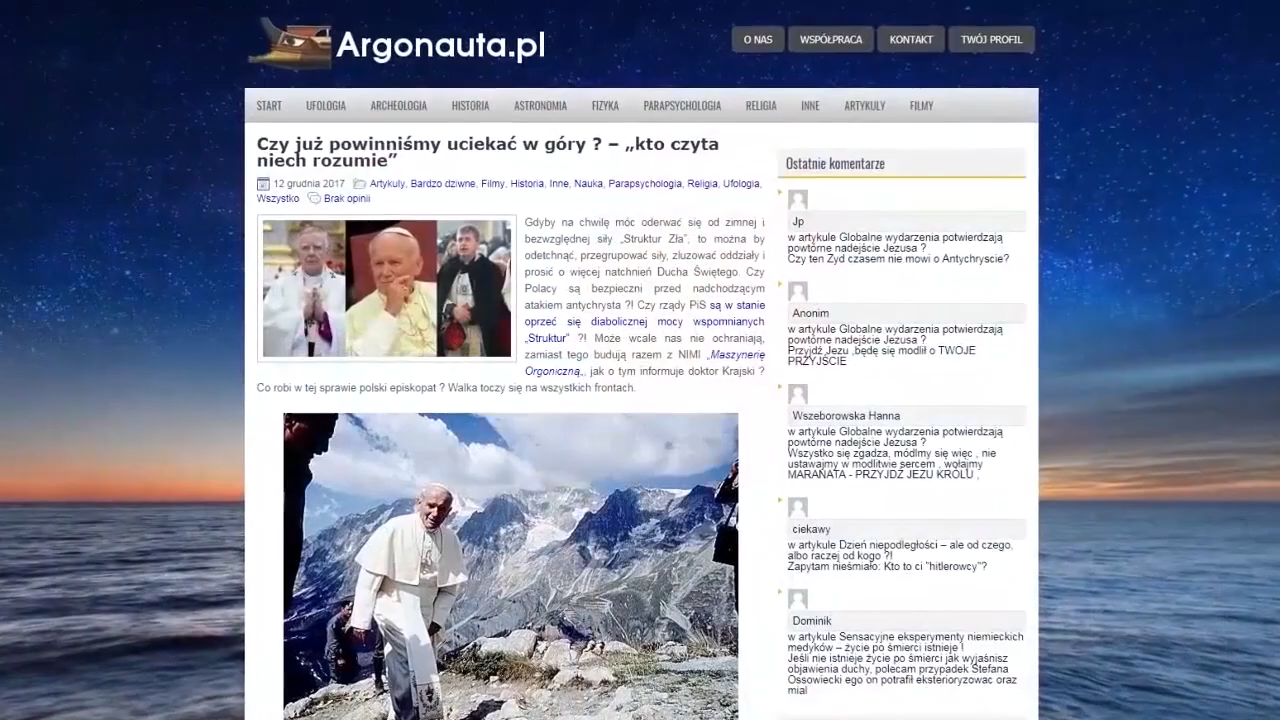 Argonauta.pl
O NAS WSPÓŁPRACA KONTAKT TWÓJ PROFIL
START UFOLOGIA ARCHEOLOGIA HISTORIA ASTRONOMIA FIZYKA PARAPSYCHOLOGIA RELIGIA INNE ARTYKUŁY FILMY
Czy już powinniśmy uciekać w góry ? – „kto czyta
niech rozumie”
12 grudnia 2017 Artykuly, Bardzo dziwne, Filmy, Historia, Inne, Nauka, Parapsychologia, Religia, Ufologia,
Wszystko Brak opinii
Gdyby na chwilę móc oderwać się od zimnej i
bezwzględnej siły „Struktur Zła”, to można by
odetchnąć, przegrupować siły, zluzować oddziały i
prosić o więcej natchnień Ducha Świętego. Czy
Polacy są bezpieczni przed nadchodzącym
atakiem antychrysta ?! Czy rządy PiS są w stanie
oprzeć się diabolicznej mocy wspomnianych
„Struktur” ?! Może wcale nas nie ochraniają,
zamiast tego budują razem z NIMI „Maszynerię
Orgoniczną„, jak o tym informuje doktor Krajski ?
Co robi w tej sprawie polski episkopat ? Walka toczy się na wszystkich frontach.
Ostatnie komentarze
Jp
w artykule Globalne wydarzenia potwierdzają
powtórne nadejście Jezusa ?
Czy ten Zyd czasem nie mowi o Antychryscie?
Anonim
w artykule Globalne wydarzenia potwierdzają
powtórne nadejście Jezusa ?
Przyjdź Jezu ,będę się modlił o TWOJE
PRZYJŚCIE
Wszeborowska Hanna
w artykule Globalne wydarzenia potwierdzają
powtórne nadejście Jezusa ?
Wszystko się zgadza, módlmy się więc , nie
ustawajmy w modlitwie sercem , wołajmy
MARANATA - PRZYJDŹ JEZU KRÓLU ,
ciekawy
w artykule Dzień niepodległości – ale od czego,
albo raczej od kogo ?!
Zapytam nieśmiało: Kto to ci "hitlerowcy"?
Dominik
w artykule Sensacyjne eksperymenty niemieckich
medyków – życie po śmierci istnieje !
Jeśli nie istnieje życie po śmierci jak wyjaśnisz
objawienia duchy, polecam przypadek Stefana
Ossowiecki ego on potrafił eksterioryzowac oraz
mial